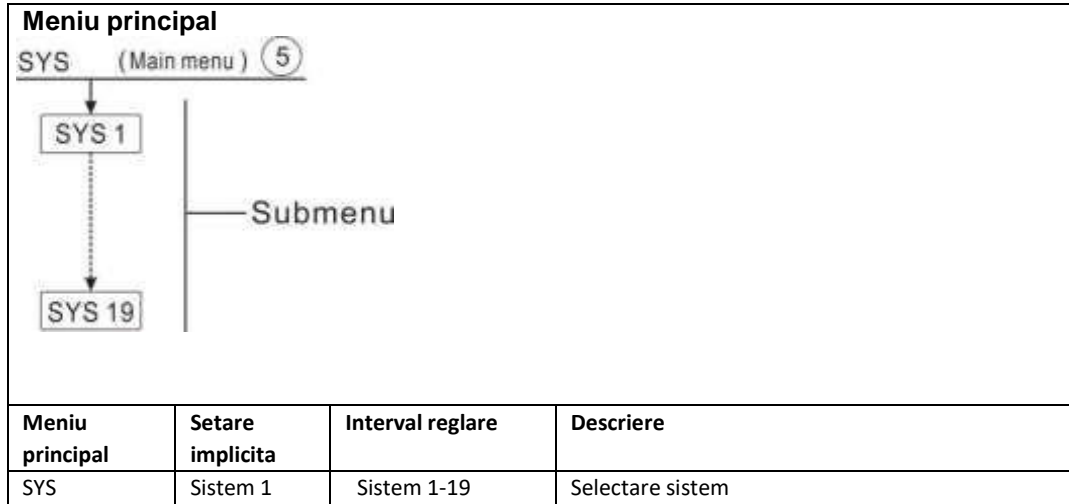 Meniu principal
SYS (Main menu) 5
SYS 1
Submenu
SYS 19
Meniu principal Setare implicita Interval reglare Descriere
SYS Sistem 1 Sistem 1-19 Selectare sistem